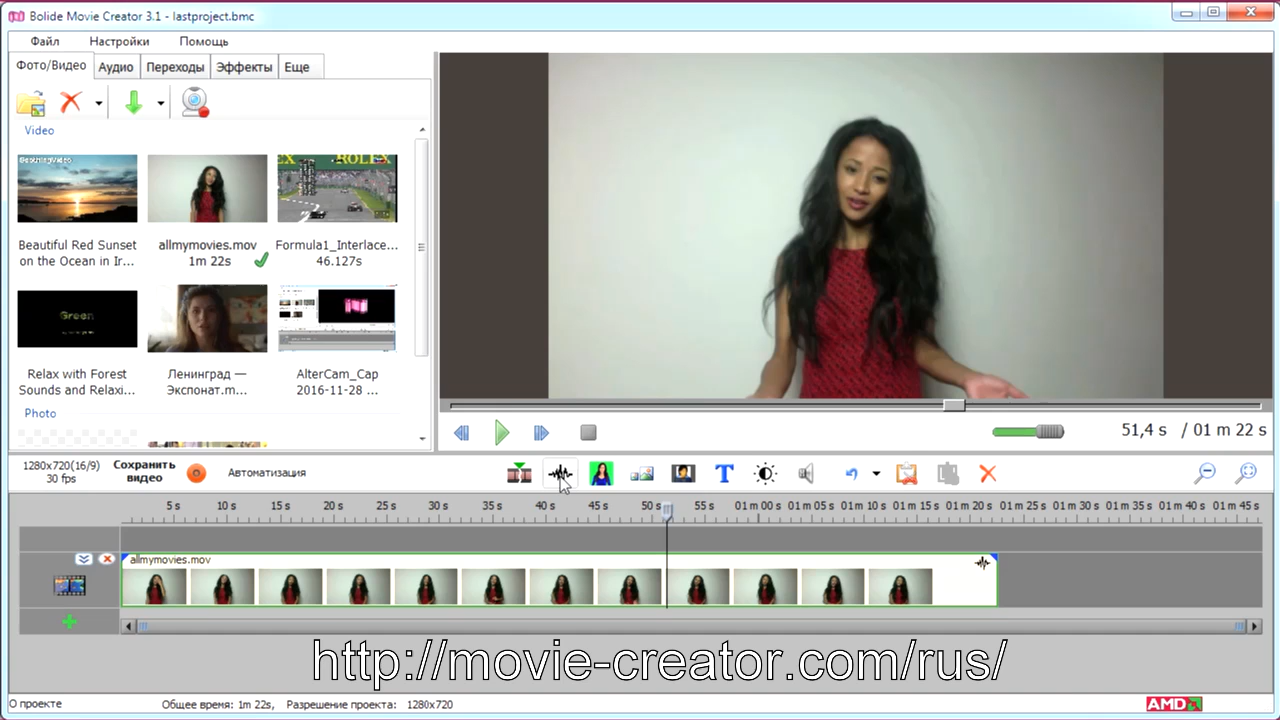 Bolide Movie Creator 3.1 - lastproject.bmc
Файл Настройки Помощь
Фото/Видео Аудио Переходы Эффекты Еще
Video
Beautiful Red Sunset
on the Ocean in Ir...
allmymovies.mov
1m 22s
Formula1_Interlace...
46.127s
ROLEX
Green
Relax with Forest
Sounds and Relaxi...
Ленинград —
Экспонат.m...
AlterCam_Cap
2016-11-28 ...
Photo
51,4 s / 01 m 22 s
1280x720(16/9)
30 fps
Сохранить
видео
Автоматизация
5 s 10 s 15 s 20 s 25 s 30 s 35 s 40 s 45 s 50 s 55 s 01 m 00 s 01 m 05 s 01 m 10 s 01 m 15 s 01 m 20 s 01 m 25 s 01 m 30 s 01 m 35 s 01 m 40 s 01 m 45 s
allmymovies.mov
http://movie-creator.com/rus/
О проекте Общее время: 1m 22s, Разрешение проекта: 1280x720
AMD